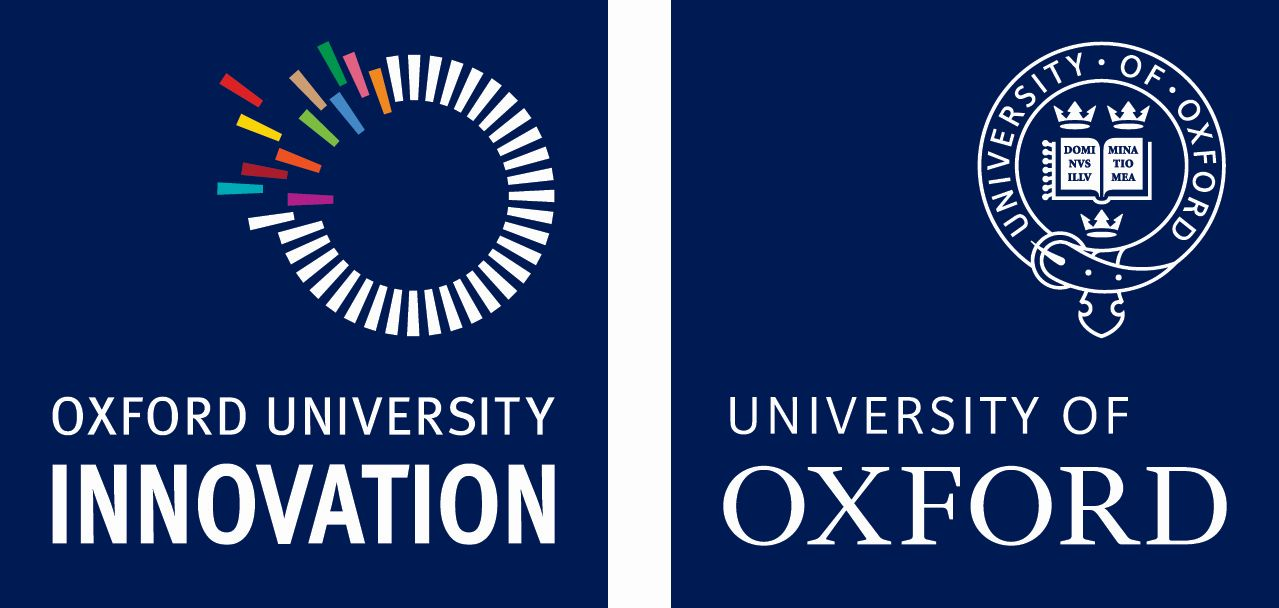 OXFORD UNIVERSITY
INNOVATION
UNIVERSITY · OF · OXFORD
DOMI
NVS
ILLV
MINA
TIO
MEA
UNIVERSITY OF
OXFORD